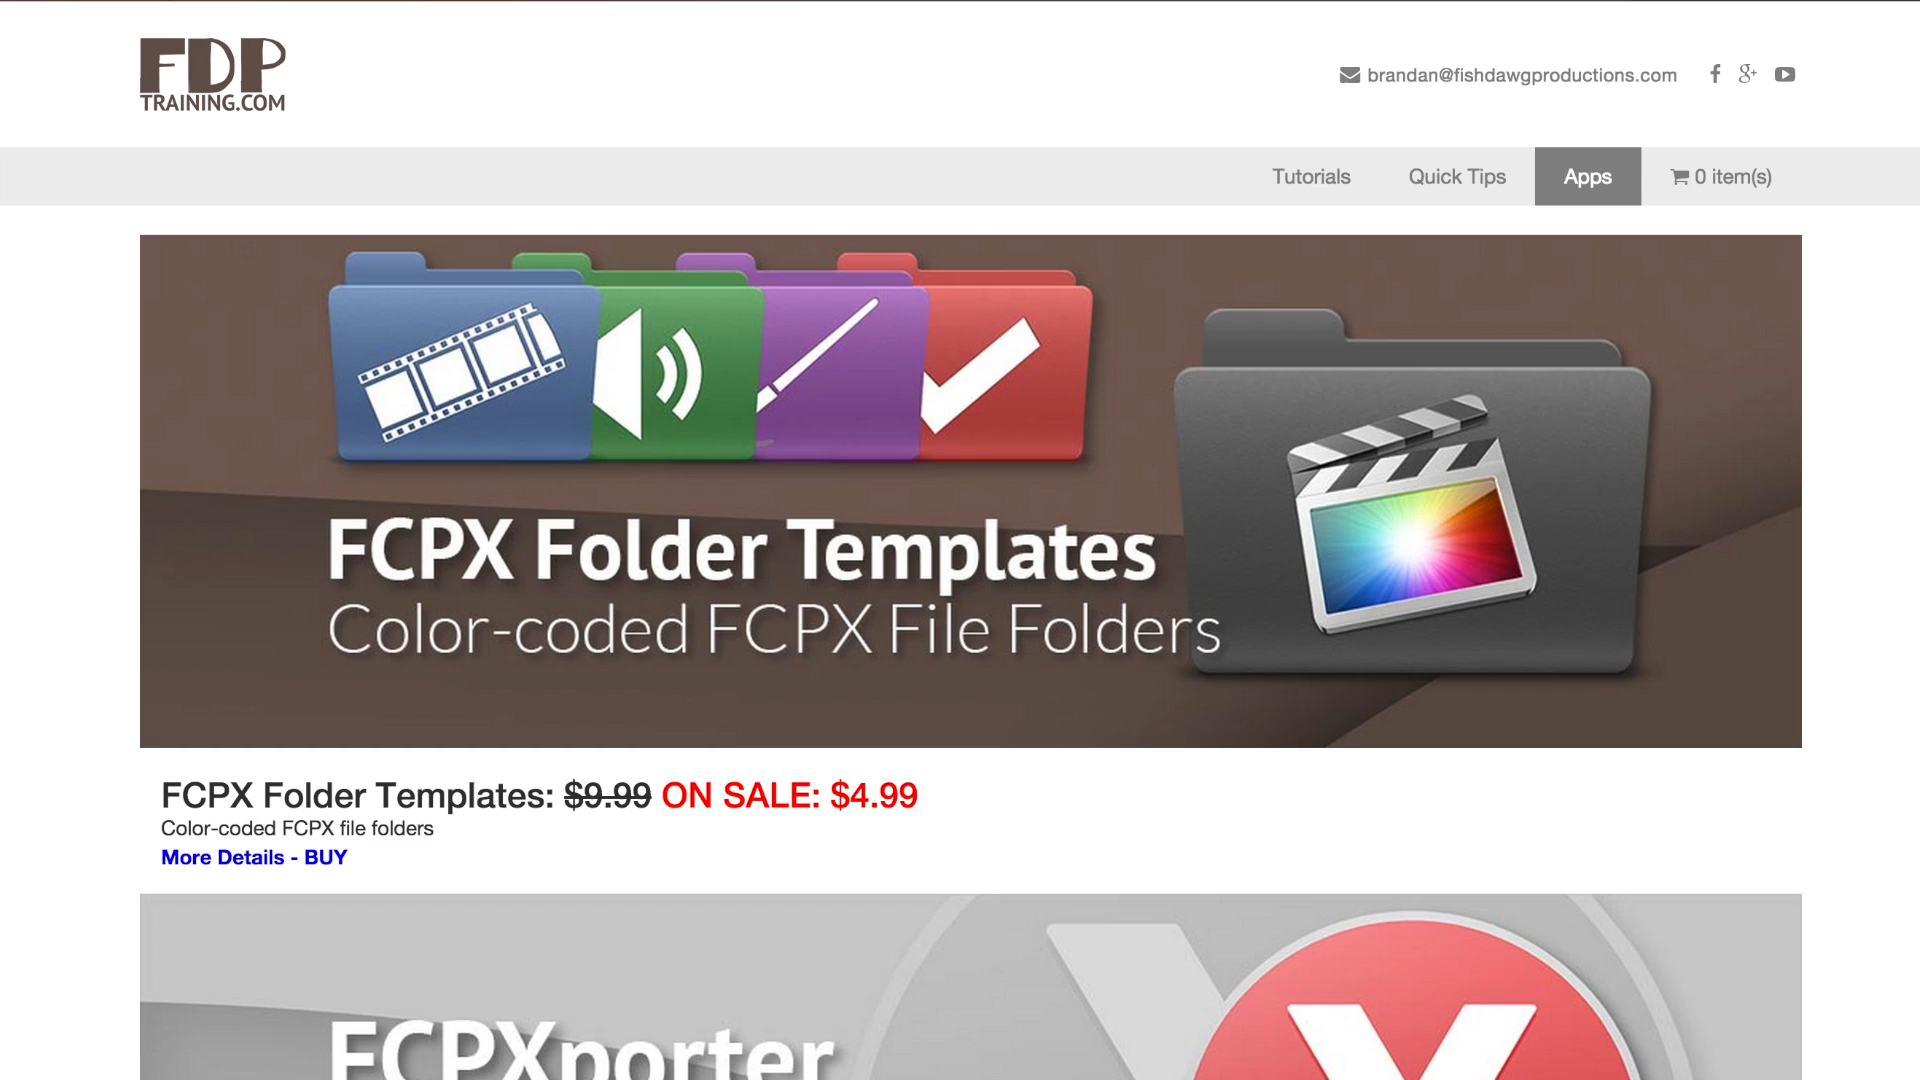 FDP
TRAINING.COM
brandan@fishdawgproductions.com
Tutorials
Quick Tips
Apps
0 item(s)
FCPX Folder Templates
Color-coded FCPX File Folders
FCPX Folder Templates: $9.99 ON SALE: $4.99
Color-coded FCPX file folders
More Details - BUY
FCPXporter